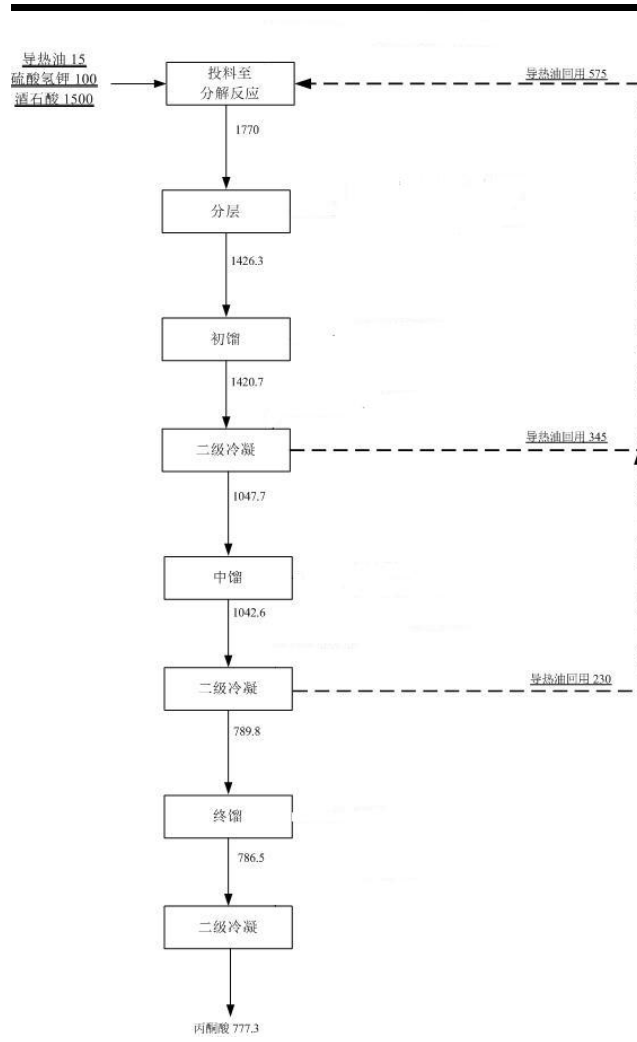 导热油 15
硫酸氢钾 100
酒石酸 1500
投料至
分解反应
导热油回用 575
1770
分层
1426.3
初馏
1420.7
二级冷凝
导热油回用 345
1047.7
中馏
1042.6
二级冷凝
导热油回用 230
789.8
终馏
786.5
二级冷凝
丙酮酸 777.3